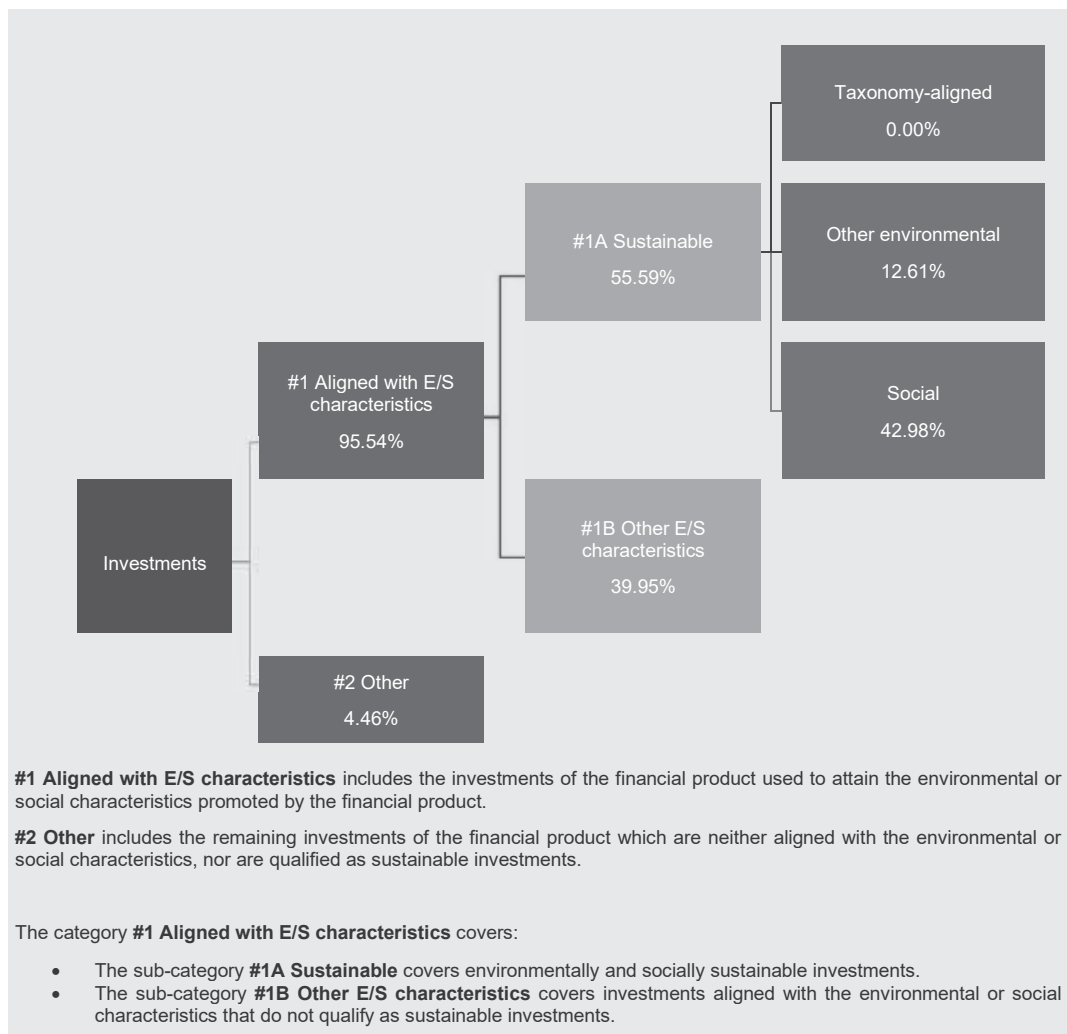 Taxonomy-aligned
0.00%
#1A Sustainable
55.59%
Other environmental
12.61%
#1 Aligned with E/S
characteristics
95.54%
Social
42.98%
Investments
#1B Other E/S
characteristics
39.95%
#2 Other
4.46%
#1 Aligned with E/S characteristics includes the investments of the financial product used to attain the environmental or
social characteristics promoted by the financial product.
#2 Other includes the remaining investments of the financial product which are neither aligned with the environmental or
social characteristics, nor are qualified as sustainable investments.
The category #1 Aligned with E/S characteristics covers:
• The sub-category #1A Sustainable covers environmentally and socially sustainable investments.
• The sub-category #1B Other E/S characteristics covers investments aligned with the environmental or social
characteristics that do not qualify as sustainable investments.